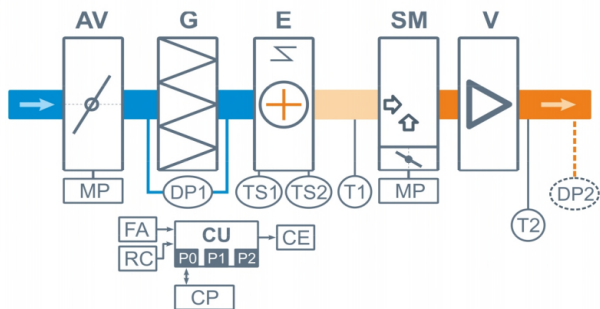 AV G E SM V
MP DP1 TS1 TS2 T1 MP T2 DP2
FA CU CE
RC P0 P1 P2
CP